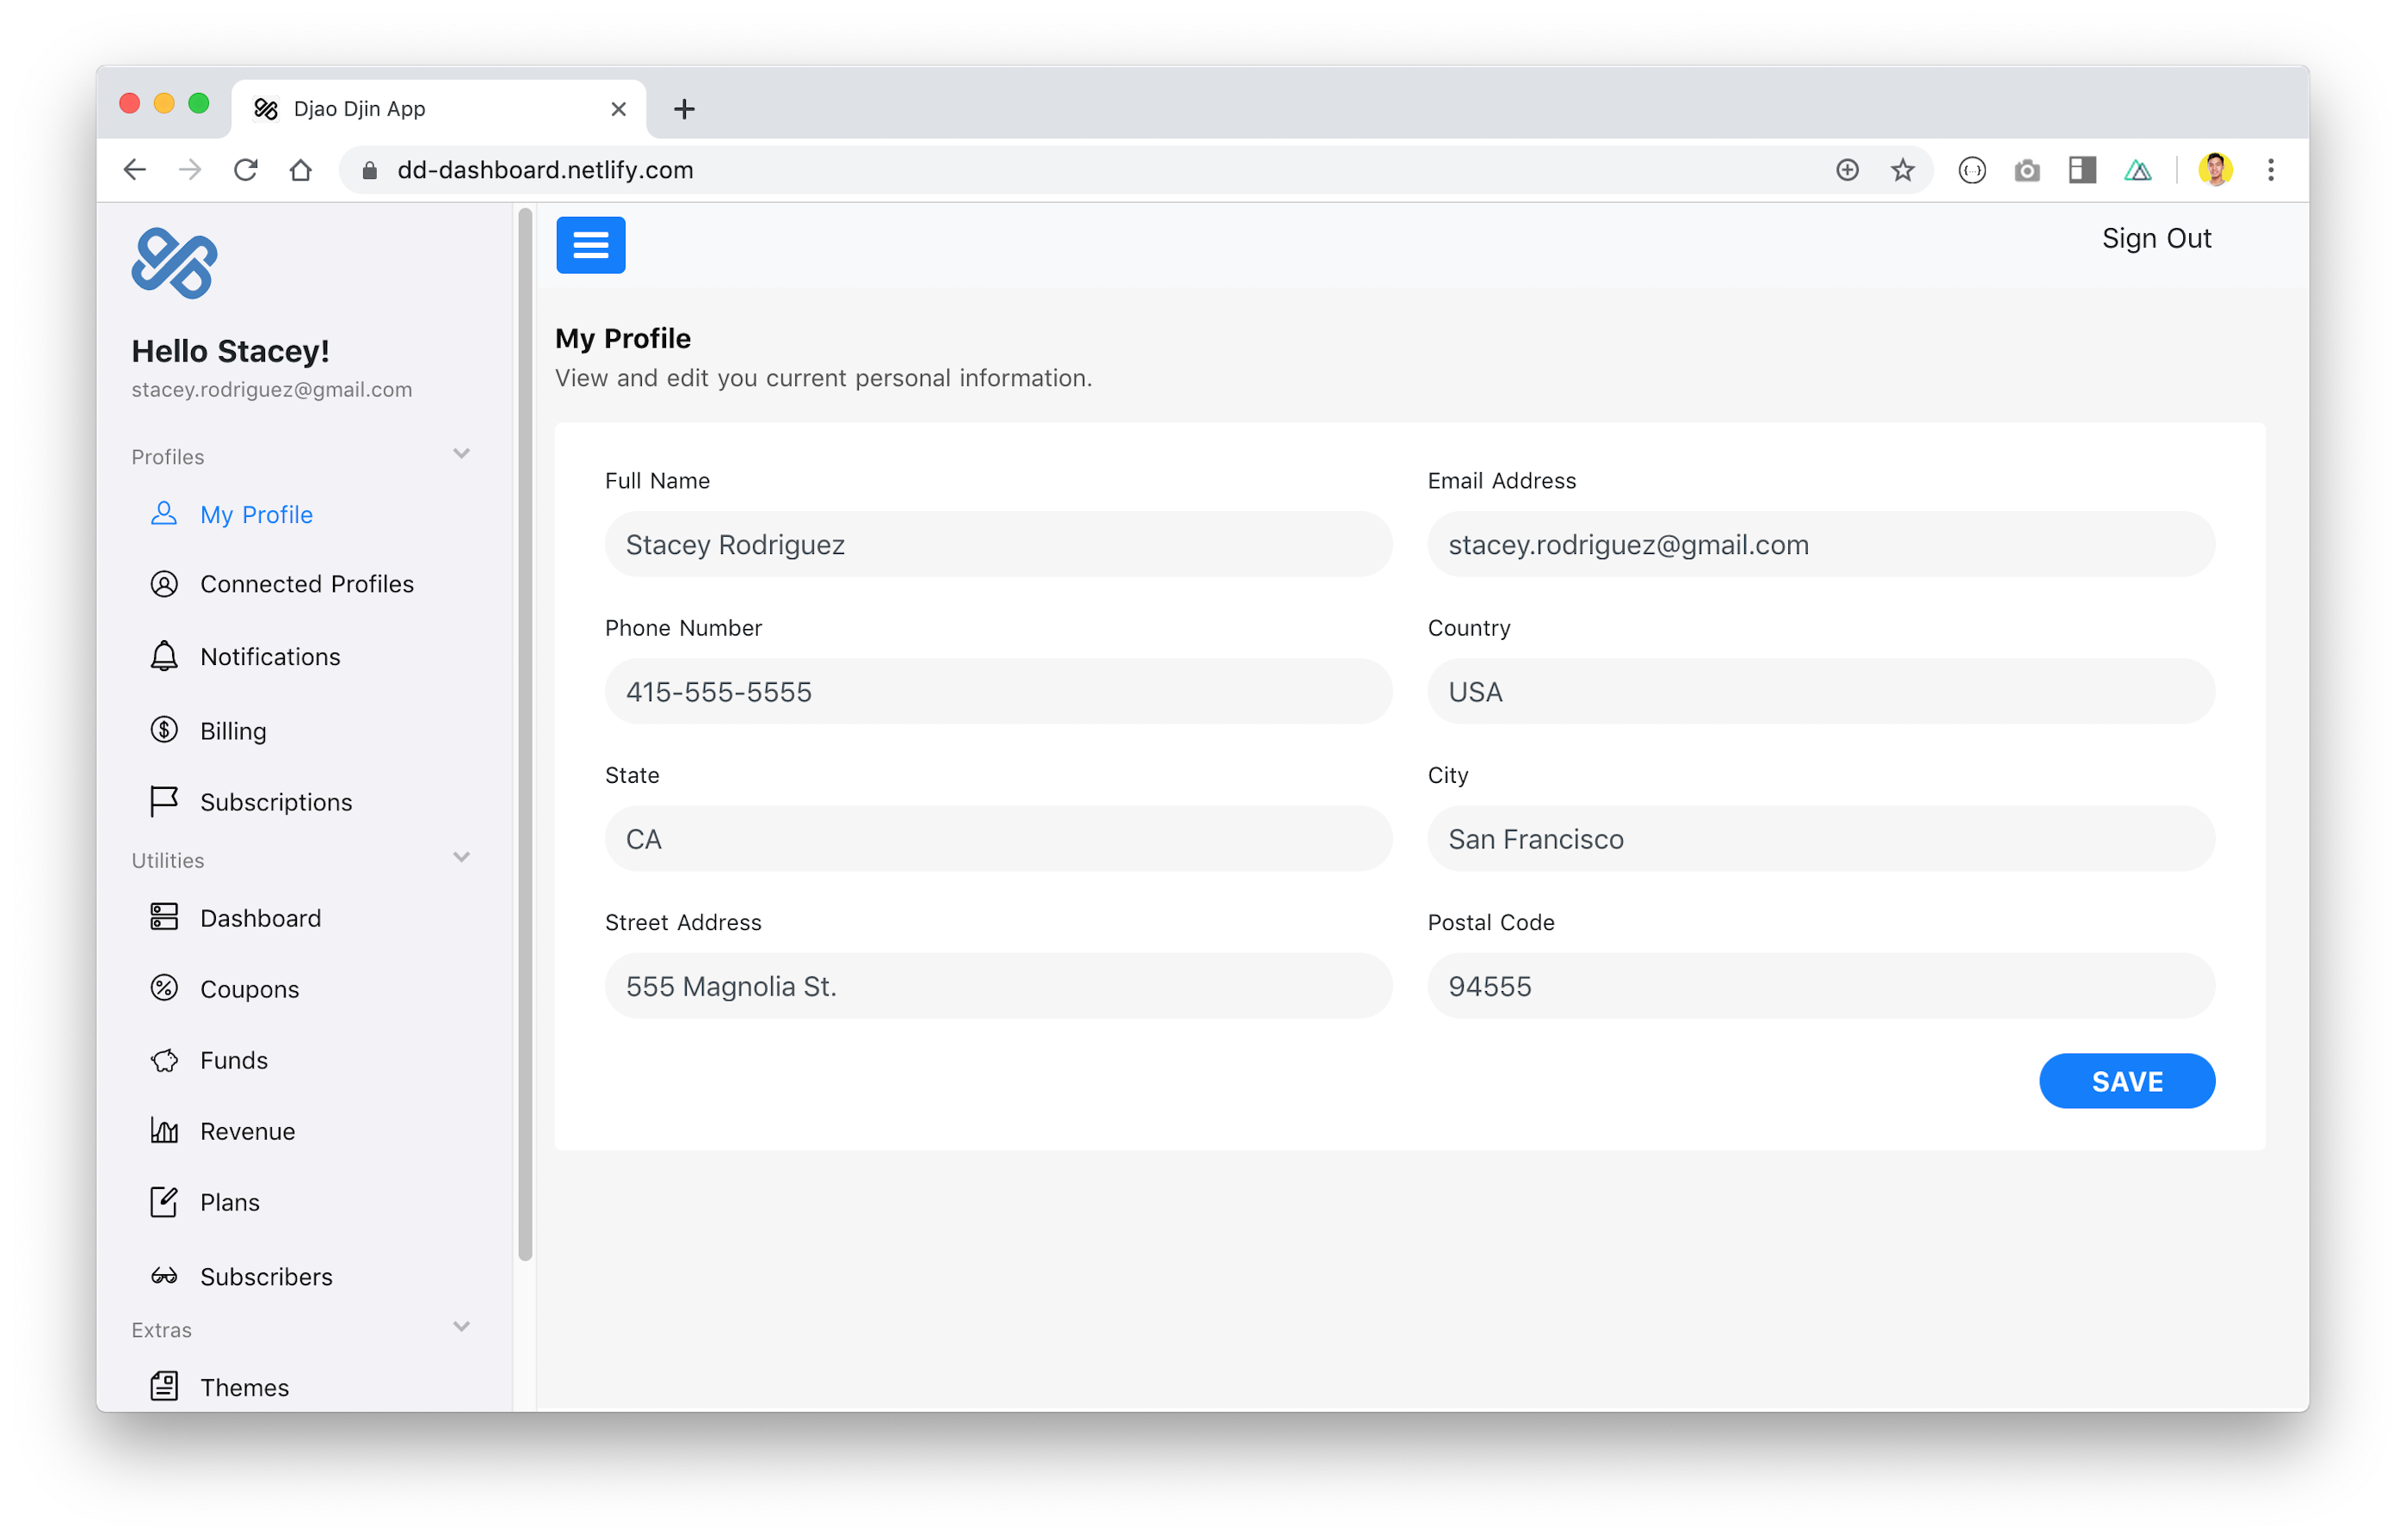 Djao Djin App
dd-dashboard.netlify.com
Hello Stacey!
stacey.rodriguez@gmail.com
Profiles
My Profile
Connected Profiles
Notifications
Billing
Subscriptions
Utilities
Dashboard
Coupons
Funds
Revenue
Plans
Subscribers
Extras
Themes
Sign Out
My Profile
View and edit you current personal information.
Full Name
Stacey Rodriguez
Email Address
stacey.rodriguez@gmail.com
Phone Number
415-555-5555
Country
USA
State
CA
City
San Francisco
Street Address
555 Magnolia St.
Postal Code
94555
SAVE